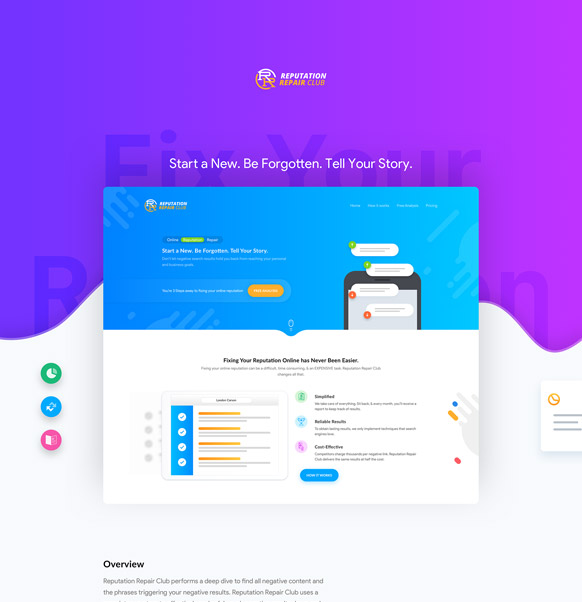 REPUTATION
REPAIR CLUB
Fix Your
Start a New. Be Forgotten. Tell Your Story.
REPUTATION
REPAIR CLUB
Home How it works Free Analysis Pricing
Online Reputation Repair
Start a New. Be Forgotten. Tell Your Story.
Don't let negative search results hold you back from reaching your personal
and business goals.
You're 3 Steps away to fixing your online reputation
FREE ANALYSIS
Fixing Your Reputation Online has Never Been Easier.
Fixing your online reputation can be a difficult, time consuming, & an EXPENSIVE task. Reputation Repair Club
changes all that.
London Carson
Simplified
We take care of everything. Sit back, & every month, you'll receive a
report to keep track of results.
Reliable Results
To attain lasting results, we only implement techniques that search
engines love.
Cost-Effective
Competitors charge thousands per negative link. Reputation Repair
Club delivers the same results at half the cost.
HOW IT WORKS
Overview
Reputation Repair Club performs a deep dive to find all negative content and
the phrases triggering your negative results. Reputation Repair Club uses a